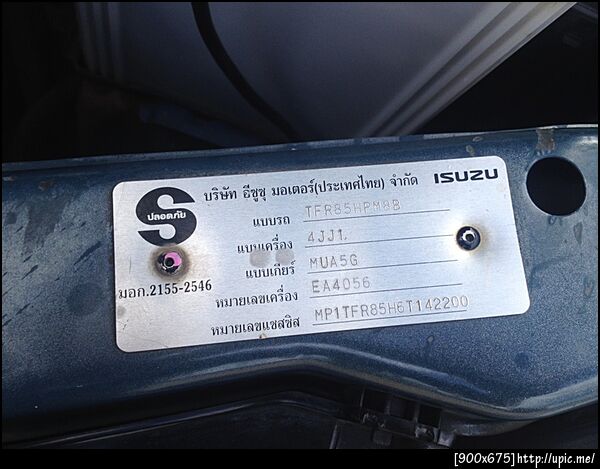 บริษัท อีซูซุ มอเตอร์(ประเทศไทย) จำกัด ISUZU
S ปลอดภัย
แบบรถ TFR85HPM8B
แบบเครื่อง 4JJ1.
แบบเกียร์ MUA5G
มอก.2155-2546
หมายเลขเครื่อง EA4056
หมายเลขแชสซิส MP1TFR85H6T142200
[900x675]http://upic.me/